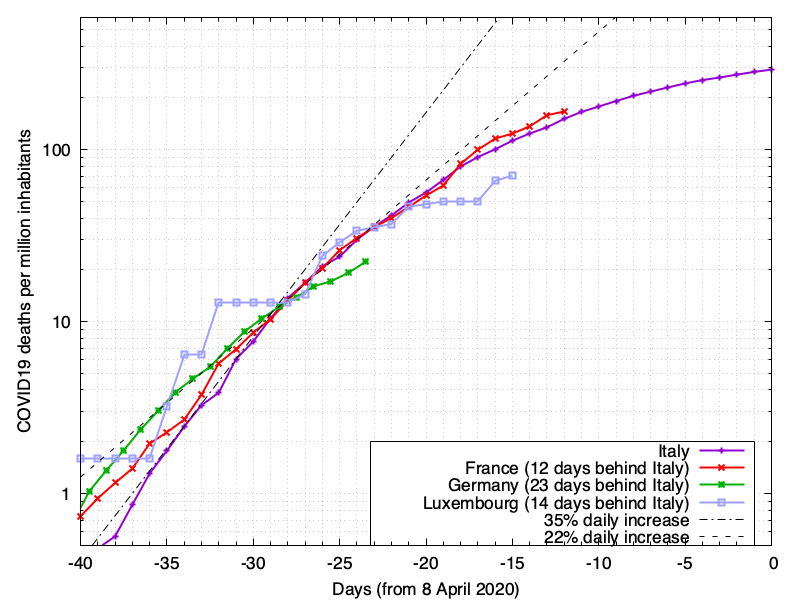 100
10
1
COVID19 deaths per million inhabitants
Italy
France (12 days behind Italy)
Germany (23 days behind Italy)
Luxembourg (14 days behind Italy)
35% daily increase
22% daily increase
-40 -35 -30 -25 -20 -15 -10 -5 0
Days (from 8 April 2020)